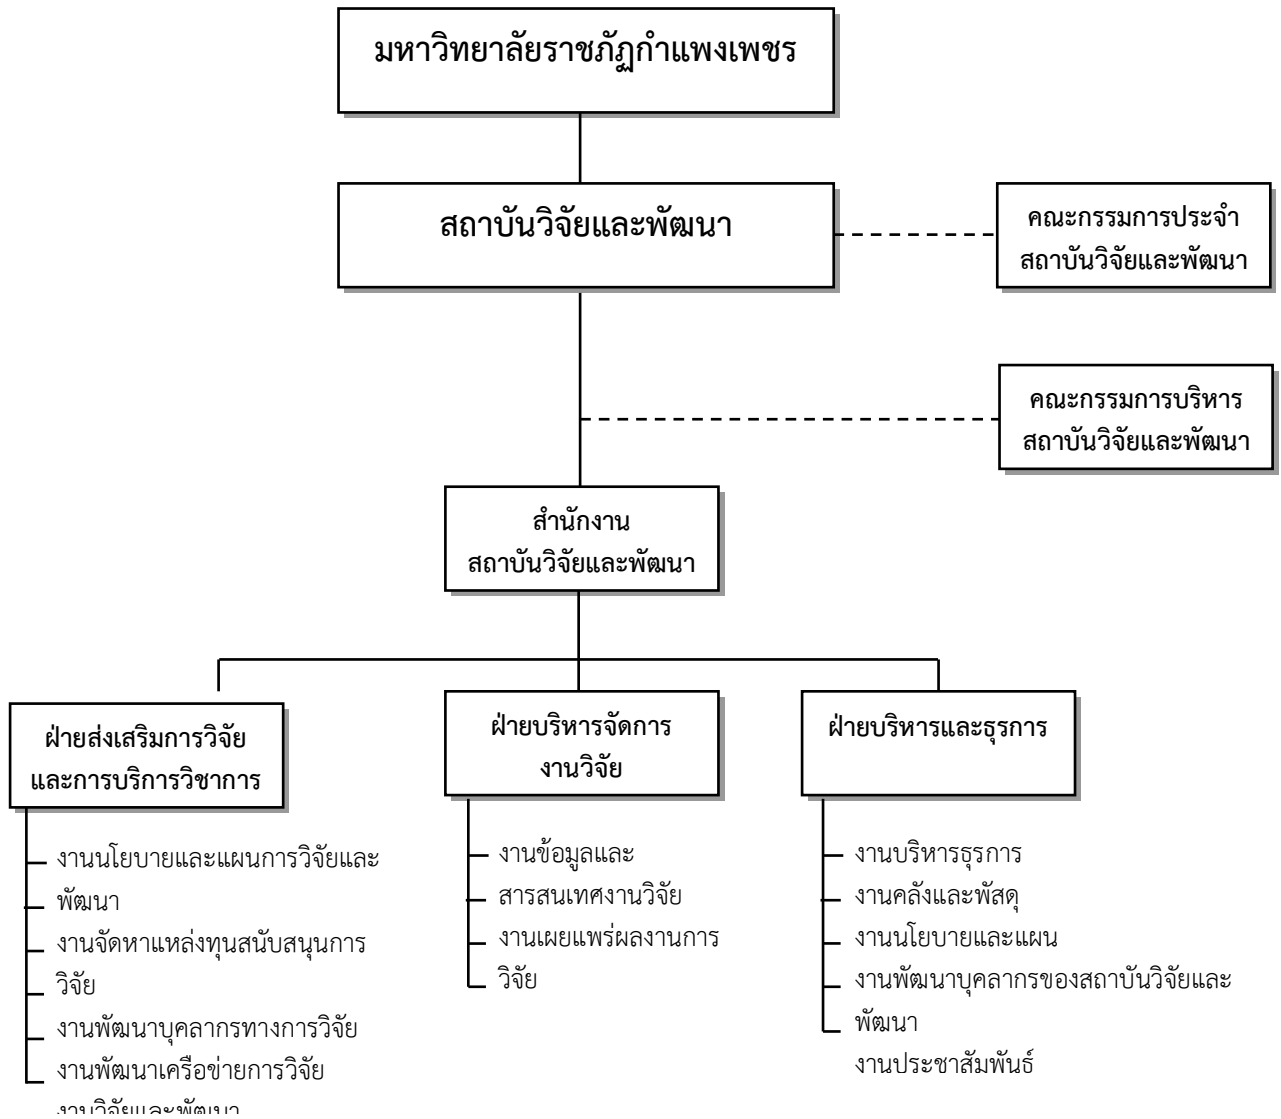 มหาวิทยาลัยราชภัฏกำแพงเพชร
สถาบันวิจัยและพัฒนา
คณะกรรมการประจำ
สถาบันวิจัยและพัฒนา
คณะกรรมการบริหาร
สถาบันวิจัยและพัฒนา
สำนักงาน
สถาบันวิจัยและพัฒนา
ฝ่ายส่งเสริมการวิจัย
และการบริการวิชาการ
งานนโยบายและแผนการวิจัยและ
พัฒนา
งานจัดหาแหล่งทุนสนับสนุนการ
วิจัย
งานพัฒนาบุคลากรทางการวิจัย
งานพัฒนาเครือข่ายการวิจัย
งานวิจัยและพัฒนา
ฝ่ายบริหารจัดการ
งานวิจัย
งานข้อมูลและ
สารสนเทศงานวิจัย
งานเผยแพร่ผลงานการ
วิจัย
ฝ่ายบริหารและธุรการ
งานบริหารธุรการ
งานคลังและพัสดุ
งานนโยบายและแผน
งานพัฒนาบุคลากรของสถาบันวิจัยและ
พัฒนา
งานประชาสัมพันธ์